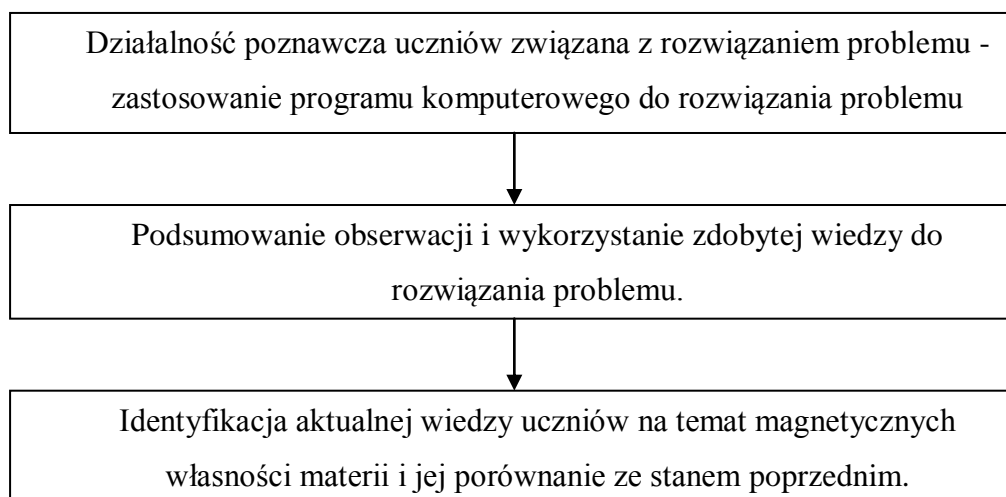 Działalność poznawcza uczniów związana z rozwiązaniem problemu -
zastosowanie programu komputerowego do rozwiązania problemu
Podsumowanie obserwacji i wykorzystanie zdobytej wiedzy do
rozwiązania problemu.
Identyfikacja aktualnej wiedzy uczniów na temat magnetycznych
własności materii i jej porównanie ze stanem poprzednim.